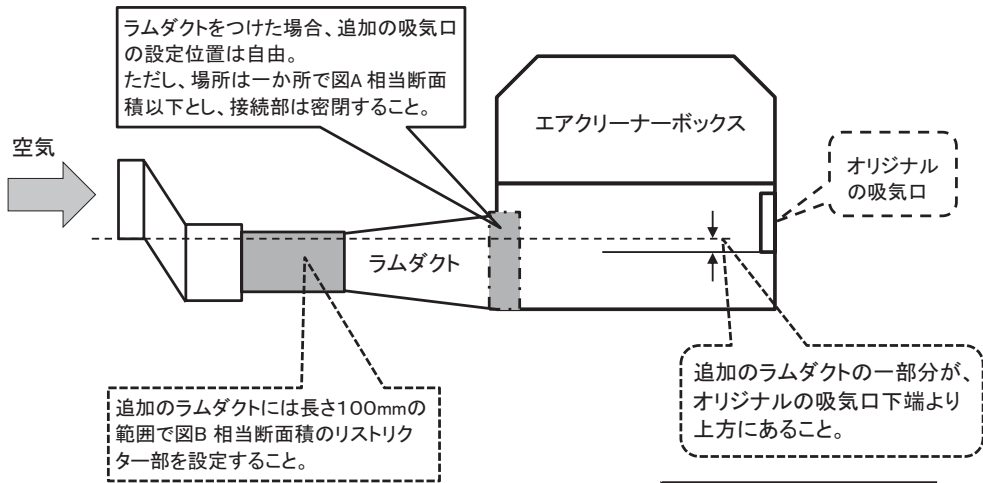 ラムダクトをつけた場合、追加の吸気口
の設定位置は自由。
ただし、場所は一か所で図A 相当断面
積以下とし、接続部は密閉すること。
エアクリーナーボックス
空気
オリジナル
の吸気口
ラムダクト
追加のラムダクトの一部分が、
オリジナルの吸気口下端より
上方にあること。
追加のラムダクトには長さ100mmの
範囲で図B 相当断面積のリストリク
ター部を設定すること。